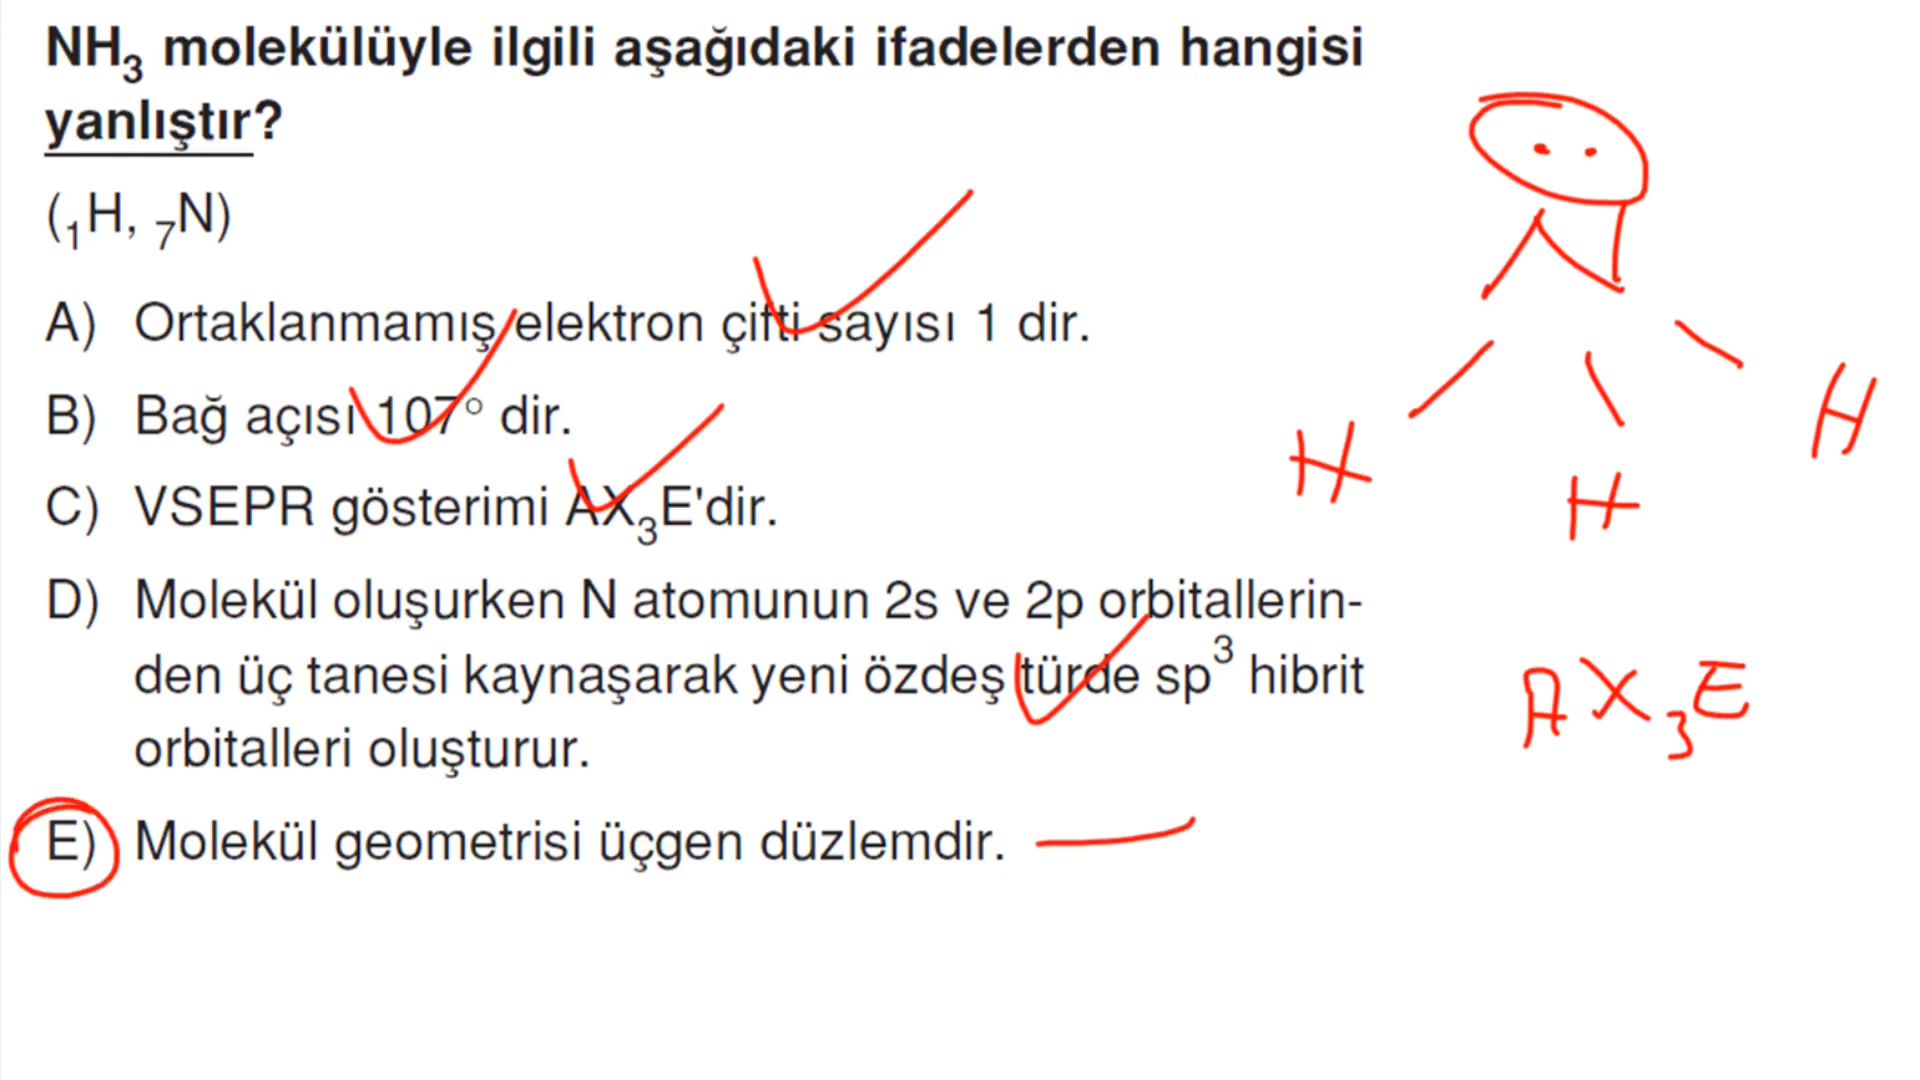 NH3 molekülüyle ilgili aşağıdaki ifadelerden hangisi
yanlıştır?
(1H, 7N)
A) Ortaklanmamış elektron çifti sayısı 1 dir.
B) Bağ açısı 107° dir.
C) VSEPR gösterimi AX3E'dir.
D) Molekül oluşurken N atomunun 2s ve 2p orbitallerin-
den üç tanesi kaynaşarak yeni özdeş türde sp3 hibrit
orbitalleri oluşturur.
E) Molekül geometrisi üçgen düzlemdir.
N
H H H
AX3E